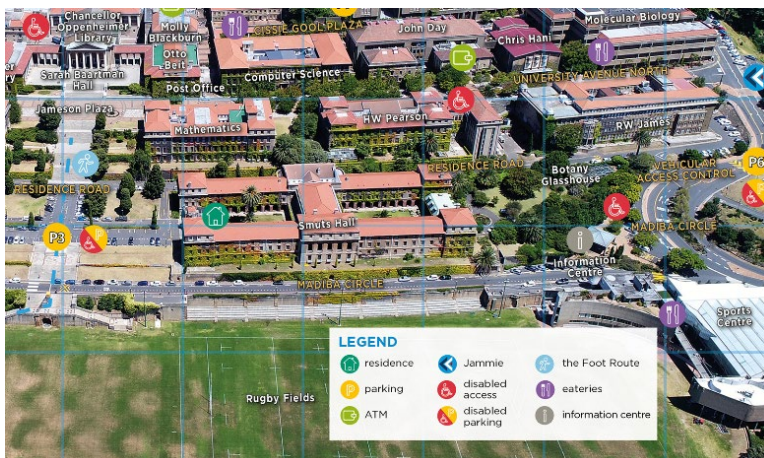 Chancellor
Oppenheimer
Library
Molly
Blackburn
CISSIE GOOL PLAZA
John Day
Chris Hani
Molecular Biology
Otto
Beit
Sarah Baartman
Hall
Computer Science
UNIVERSITY AVENUE NORTH
Post Office
Jameson Plaza
Mathematics
HW Pearson
RW James
RESIDENCE ROAD
RESIDENCE ROAD
Botany
Glasshouse
VEHICULAR
ACCESS CONTROL
P6
P3
Smuts Hall
MADIBA CIRCLE
Information
Centre
MADIBA CIRCLE
Sports
Centre
Rugby Fields
LEGEND
residence
Jammie
the Foot Route
P
parking
disabled
access
eateries
ATM
disabled
parking
information centre